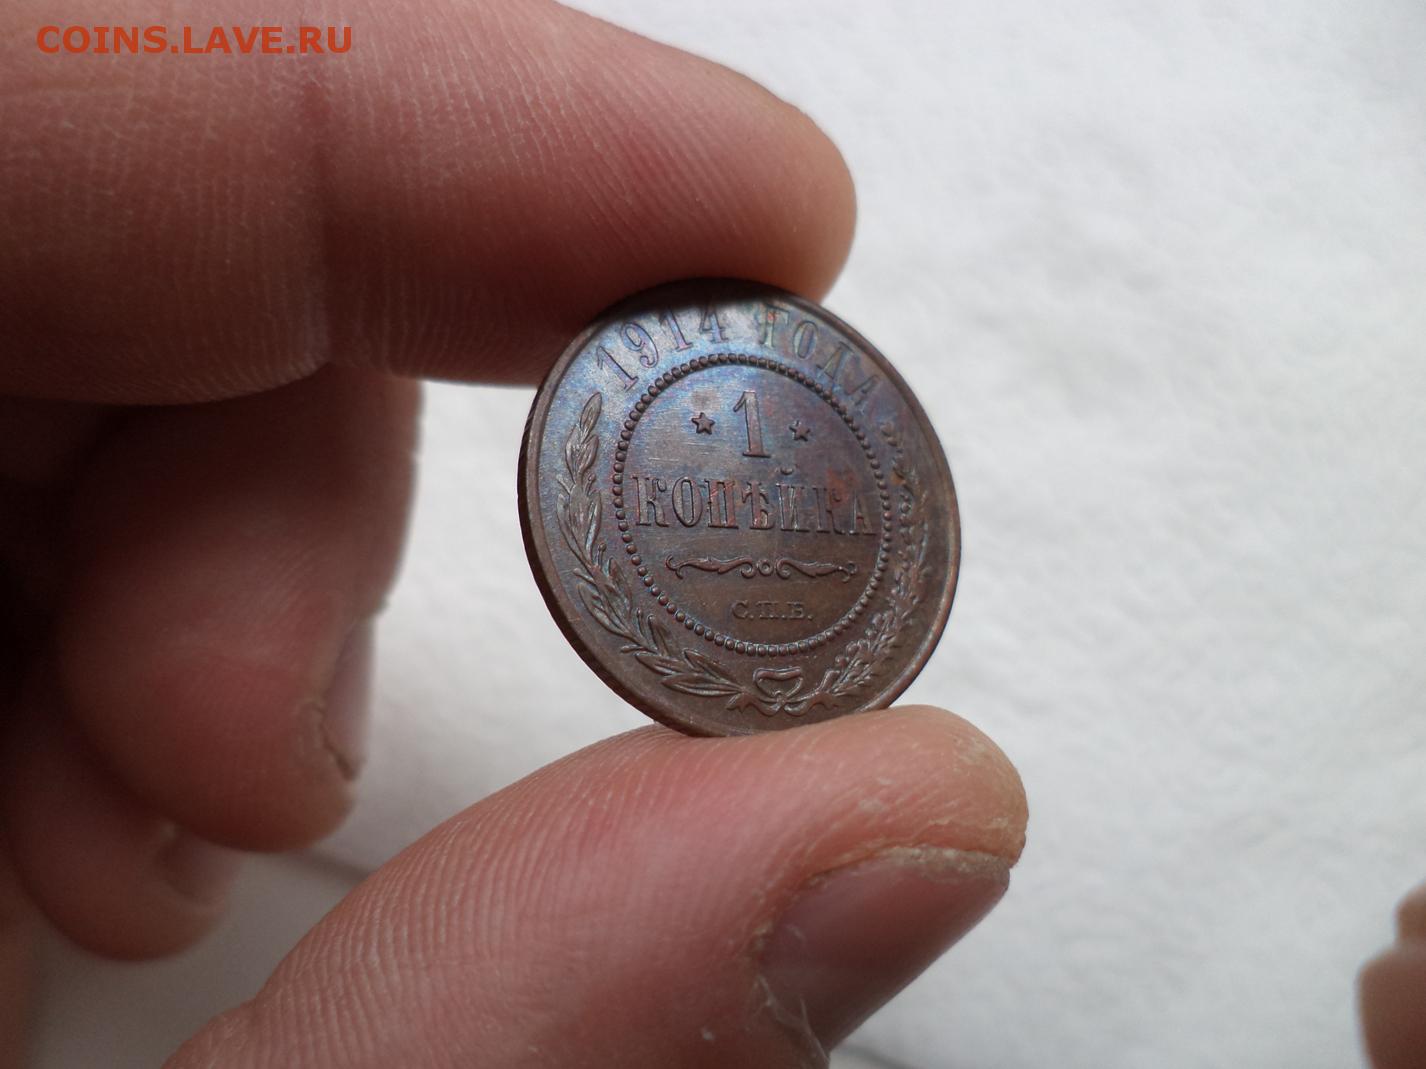 COINS.LAVE.RU
1914 ГОДА
1
КОПѢЙКА
С.П.Б.